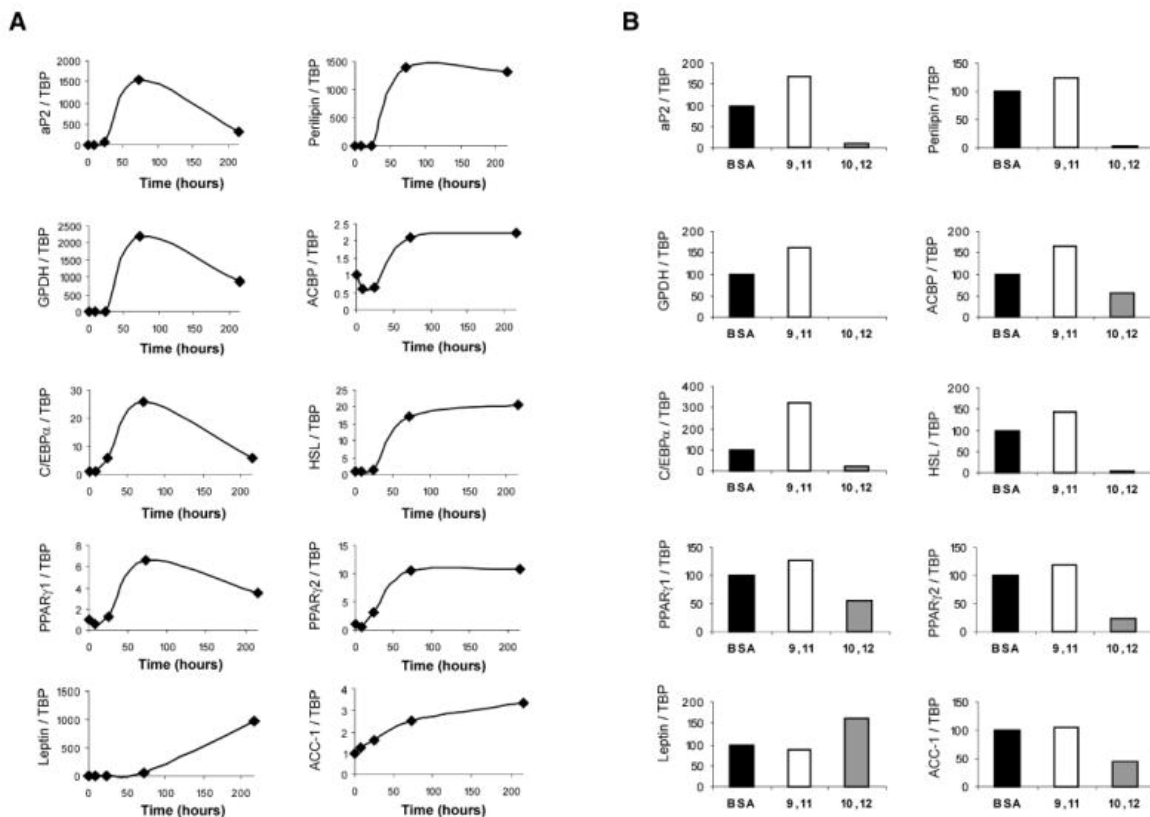 A
aP2 / TBP
2000
1500
1000
500
0
0 50 100 150 200
Time (hours)
Perilipin / TBP
1500
1000
500
0
0 50 100 150 200
Time (hours)
GPDH / TBP
2500
2000
1500
1000
500
0
0 50 100 150 200
Time (hours)
ACBP / TBP
2.5
2
1.5
1
0.5
0
0 50 100 150 200
Time (hours)
C/EBPα / TBP
30
20
10
0
0 50 100 150 200
Time (hours)
HSL / TBP
25
20
15
10
5
0
0 50 100 150 200
Time (hours)
PPARγ1 / TBP
8
6
4
2
0
0 50 100 150 200
Time (hours)
PPARγ2 / TBP
15
10
5
0
0 50 100 150 200
Time (hours)
Leptin / TBP
1500
1000
500
0
0 50 100 150 200
Time (hours)
ACC-1 / TBP
4
3
2
1
0
0 50 100 150 200
Time (hours)
B
aP2 / TBP
200
150
100
50
0
BSA 9,11 10,12
Perilipin / TBP
150
100
50
0
BSA 9,11 10,12
GPDH / TBP
200
150
100
50
0
BSA 9,11 10,12
ACBP / TBP
200
150
100
50
0
BSA 9,11 10,12
C/EBPα / TBP
400
300
200
100
0
BSA 9,11 10,12
HSL / TBP
200
150
100
50
0
BSA 9,11 10,12
PPARγ1 / TBP
150
100
50
0
BSA 9,11 10,12
PPARγ2 / TBP
150
100
50
0
BSA 9,11 10,12
Leptin / TBP
200
150
100
50
0
BSA 9,11 10,12
ACC-1 / TBP
150
100
50
0
BSA 9,11 10,12